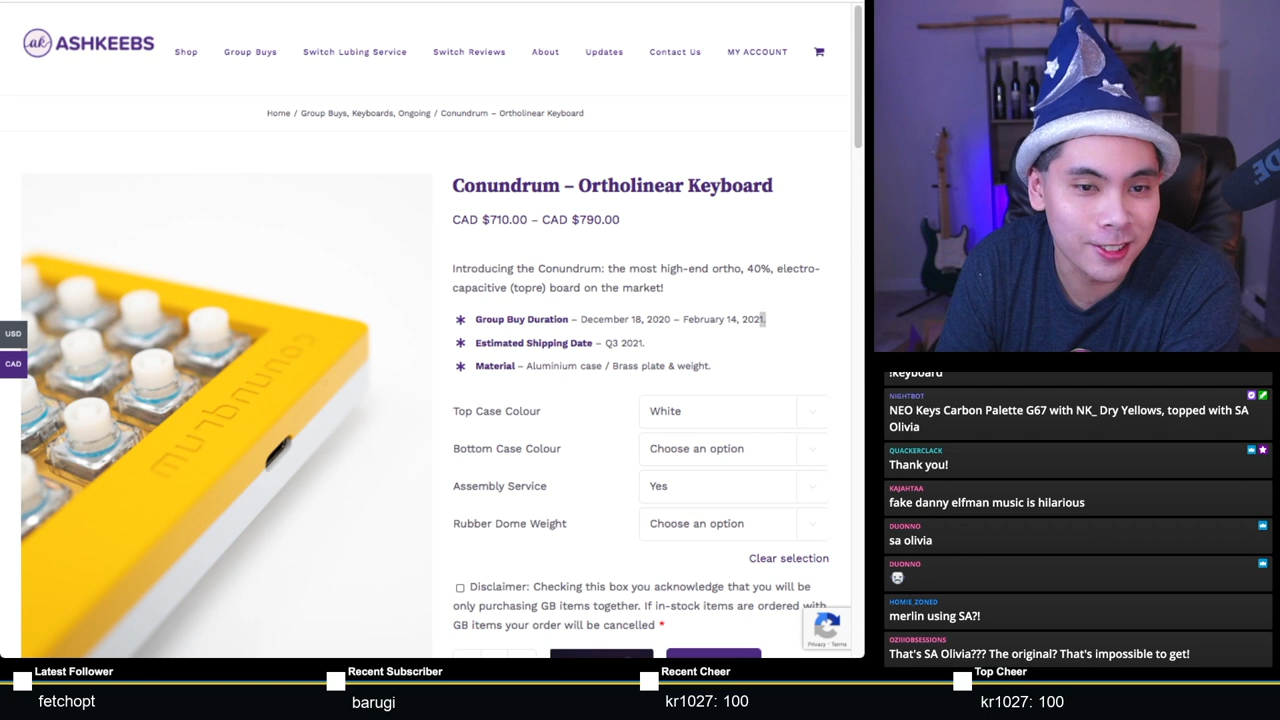 ak ASHKEEBS
Shop Group Buys Switch Lubing Service Switch Reviews About Updates Contact Us MY ACCOUNT
Home / Group Buys, Keyboards, Ongoing / Conundrum – Ortholinear Keyboard
Conundrum – Ortholinear Keyboard
CAD $710.00 – CAD $790.00
Introducing the Conundrum: the most high-end ortho, 40%, electro-
capacitive (topre) board on the market!
Group Buy Duration – December 18, 2020 – February 14, 2021.
Estimated Shipping Date – Q3 2021.
Material – Aluminium case / Brass plate & weight.
USD
CAD
conundrum
Top Case Colour White
Bottom Case Colour Choose an option
Assembly Service Yes
Rubber Dome Weight Choose an option
Clear selection
Disclaimer: Checking this box you acknowledge that you will be
only purchasing GB items together. If in-stock items are ordered with
GB items your order will be cancelled *
Privacy - Terms
!keyboard
NIGHTBOT
NEO Keys Carbon Palette G67 with NK_ Dry Yellows, topped with SA
Olivia
QUACKERCLACK
Thank you!
KAJAHTAA
fake danny elfman music is hilarious
DUONNO
sa olivia
DUONNO
HOMIE_ZONED
merlin using SA?!
OZIIIOBSESSIONS
That's SA Olivia??? The original? That's impossible to get!
Latest Follower
fetchopt
Recent Subscriber
barugi
Recent Cheer
kr1027: 100
Top Cheer
kr1027: 100